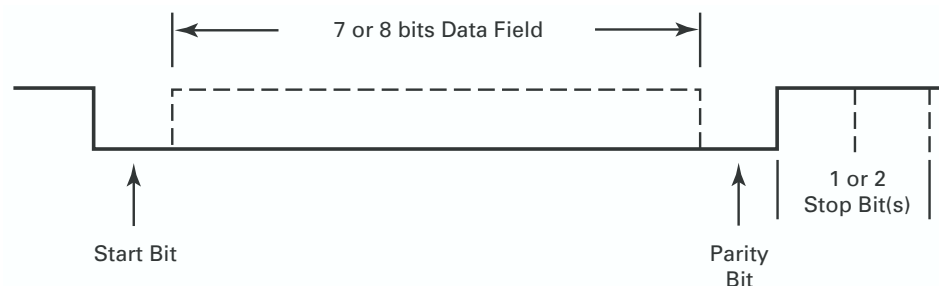 7 or 8 bits Data Field
1 or 2
Stop Bit(s)
Start Bit
Parity
Bit